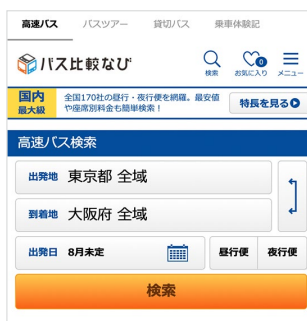 高速バス バスツアー 貸切バス 乗車体験記
バス比較なび
検索 お気に入り 0 メニュー
国内
最大級
全国170社の昼行・夜行便を網羅。最安値
や座席別料金も簡単検索！
特長を見る
高速バス検索
出発地 東京都 全域
到着地 大阪府 全域
出発日 8月未定 昼行便 夜行便
検索